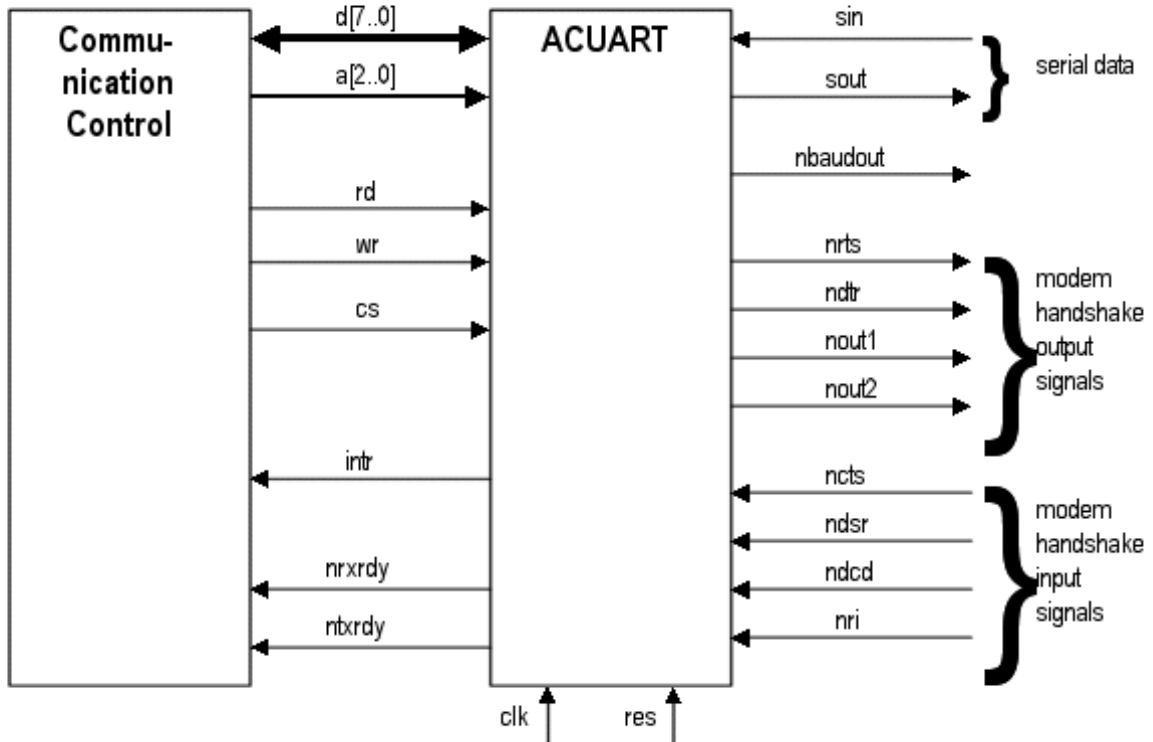 Commu-
nication
Control
d[7..0]
a[2..0]
rd
wr
cs
intr
nrxrdy
ntxrdy
ACUART
clk
res
sin
sout
nbaudout
nrts
ndtr
nout1
nout2
ncts
ndsr
ndcd
nri
serial data
modem
handshake
output
signals
modem
handshake
input
signals